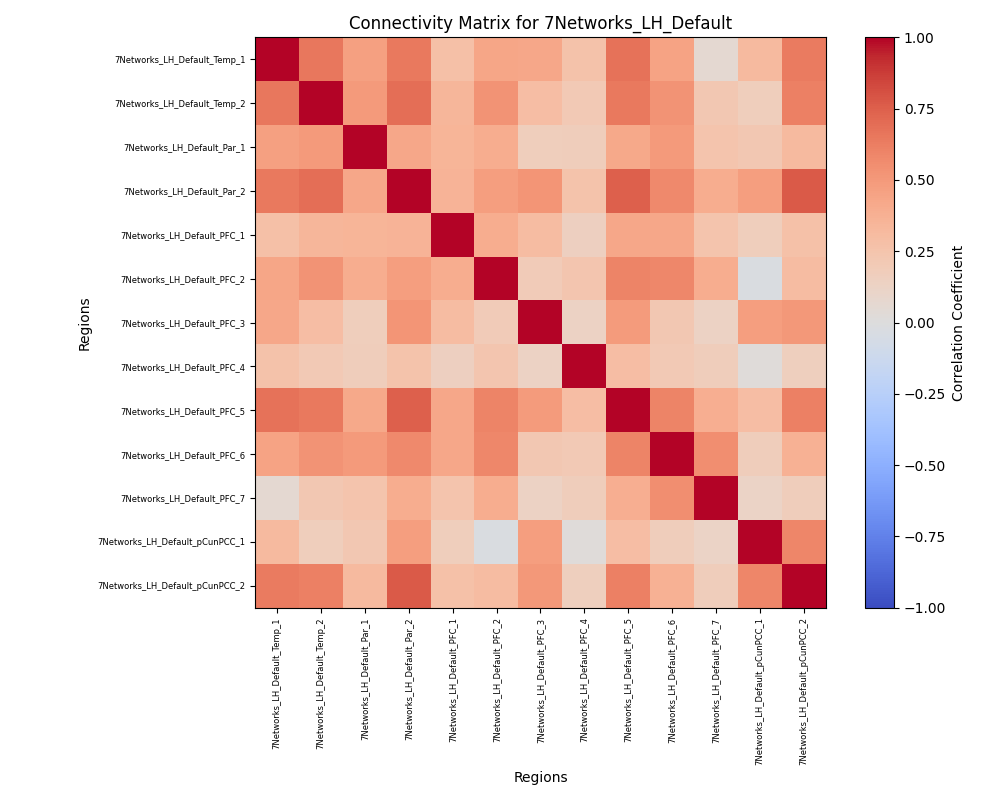 Connectivity Matrix for 7Networks_LH_Default
7Networks_LH_Default_Temp_1
7Networks_LH_Default_Temp_2
7Networks_LH_Default_Par_1
7Networks_LH_Default_Par_2
7Networks_LH_Default_PFC_1
7Networks_LH_Default_PFC_2
7Networks_LH_Default_PFC_3
7Networks_LH_Default_PFC_4
7Networks_LH_Default_PFC_5
7Networks_LH_Default_PFC_6
7Networks_LH_Default_PFC_7
7Networks_LH_Default_pCunPCC_1
7Networks_LH_Default_pCunPCC_2
Regions
7Networks_LH_Default_Temp_1
7Networks_LH_Default_Temp_2
7Networks_LH_Default_Par_1
7Networks_LH_Default_Par_2
7Networks_LH_Default_PFC_1
7Networks_LH_Default_PFC_2
7Networks_LH_Default_PFC_3
7Networks_LH_Default_PFC_4
7Networks_LH_Default_PFC_5
7Networks_LH_Default_PFC_6
7Networks_LH_Default_PFC_7
7Networks_LH_Default_pCunPCC_1
7Networks_LH_Default_pCunPCC_2
Regions
1.00
0.75
0.50
0.25
0.00
−0.25
−0.50
−0.75
−1.00
Correlation Coefficient